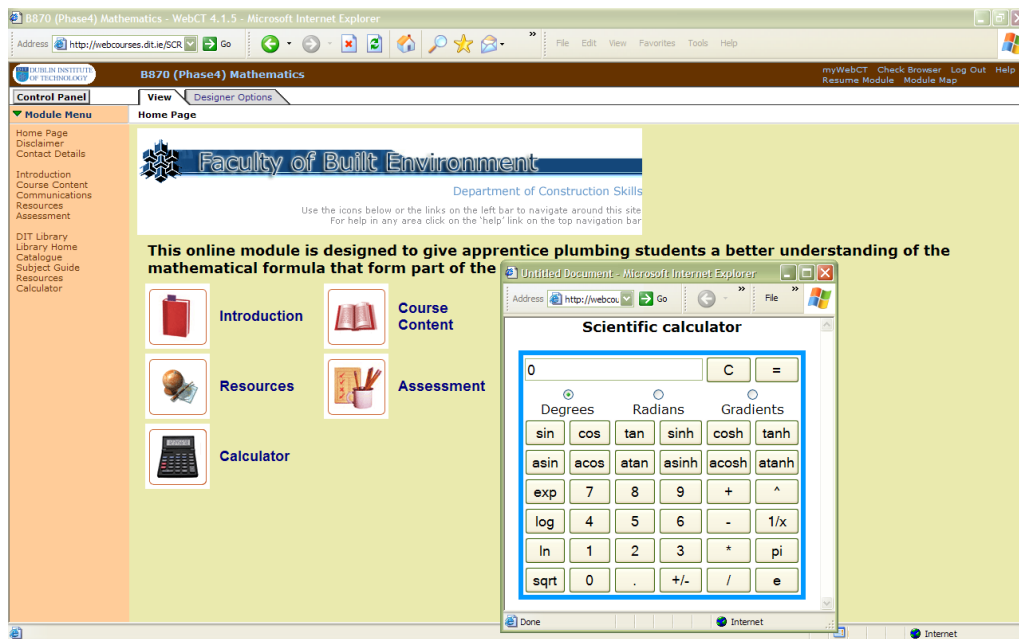 B870 (Phase4) Mathematics - WebCT 4.1.5 - Microsoft Internet Explorer
Address http://webcourses.dit.ie/SCR Go » File Edit View Favorites Tools Help
DUBLIN INSTITUTE
OF TECHNOLOGY
B870 (Phase4) Mathematics
myWebCT Check Browser Log Out Help
Resume Module Module Map
Control Panel View Designer Options
Module Menu Home Page
Home Page
Disclaimer
Contact Details
Introduction
Course Content
Communications
Resources
Assessment
DIT Library
Library Home
Catalogue
Subject Guide
Resources
Calculator
Faculty of Built Environment
Department of Construction Skills
Use the icons below or the links on the left bar to navigate around this site
For help in any area click on the 'help' link on the top navigation bar
This online module is designed to give apprentice plumbing students a better understanding of the
mathematical formula that form part of the
Introduction
Course
Content
Resources
Assessment
Calculator
Untitled Document - Microsoft Internet Explorer
Address http://webcou Go » File »
Scientific calculator
0 C =
Degrees Radians Gradients
sin cos tan sinh cosh tanh
asin acos atan asinh acosh atanh
exp 7 8 9 + ^
log 4 5 6 - 1/x
ln 1 2 3 * pi
sqrt 0 . +/- / e
Done Internet
Internet